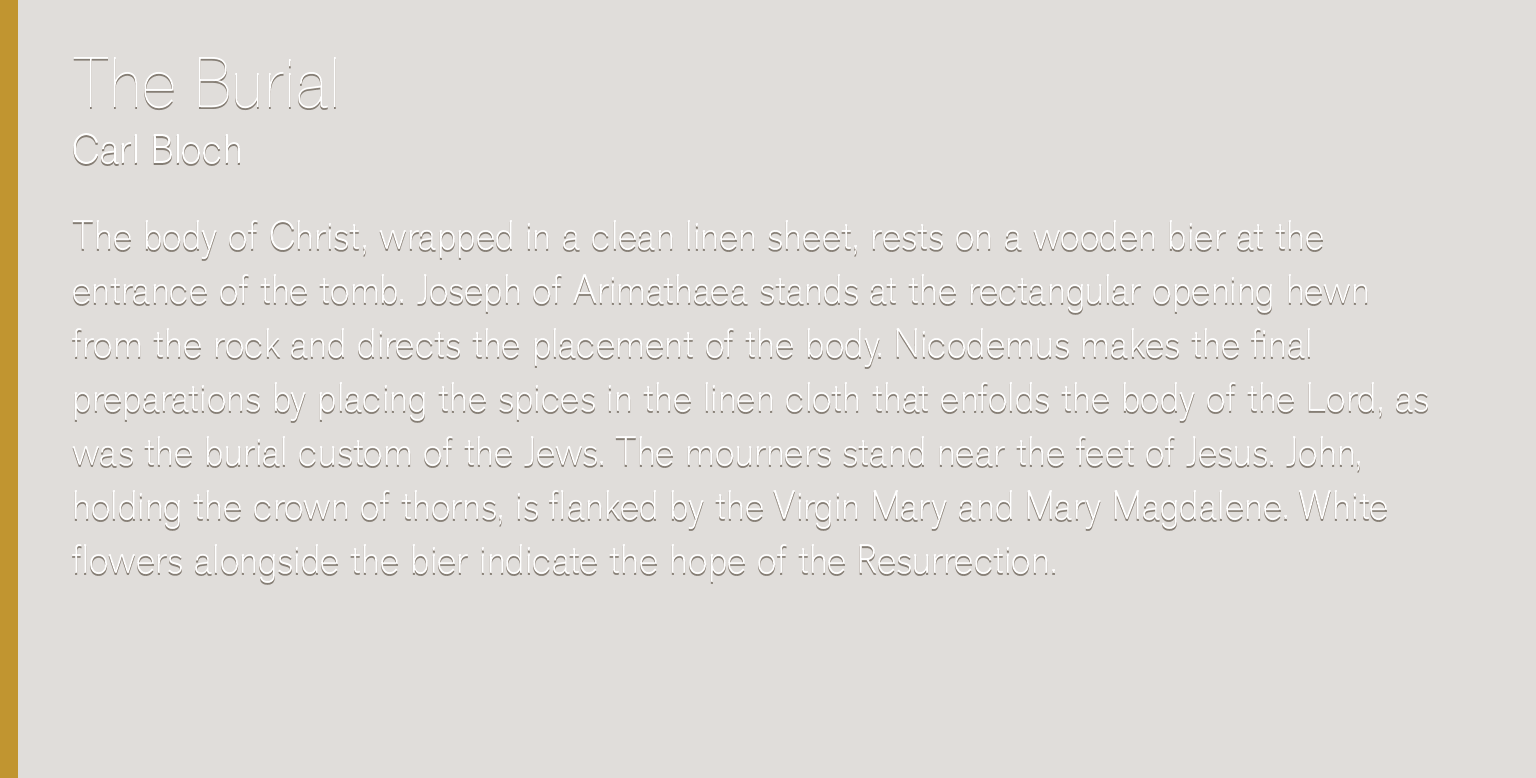 The Burial
Carl Bloch
The body of Christ, wrapped in a clean linen sheet, rests on a wooden bier at the
entrance of the tomb. Joseph of Arimathaea stands at the rectangular opening hewn
from the rock and directs the placement of the body. Nicodemus makes the final
preparations by placing the spices in the linen cloth that enfolds the body of the Lord, as
was the burial custom of the Jews. The mourners stand near the feet of Jesus. John,
holding the crown of thorns, is flanked by the Virgin Mary and Mary Magdalene. White
flowers alongside the bier indicate the hope of the Resurrection.